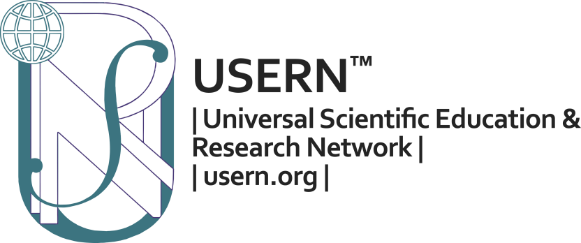 USERN™
| Universal Scientific Education &
Research Network |
| usern.org |